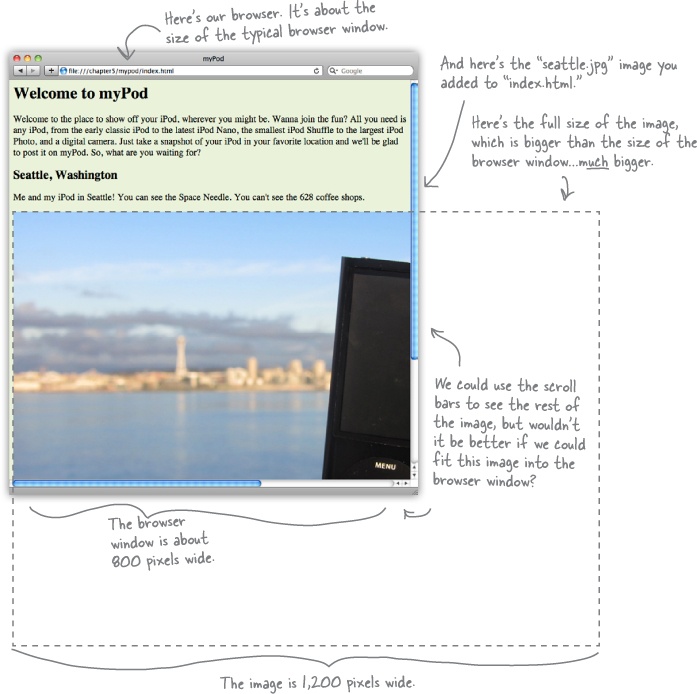 Here's our browser. It's about the
size of the typical browser window.
myPod
file:///chapter5/mypod/index.html
Google
And here's the "seattle.jpg" image you
added to "index.html."
Welcome to myPod
Welcome to the place to show off your iPod, wherever you might be. Wanna join the fun? All you need is
any iPod, from the early classic iPod to the latest iPod Nano, the smallest iPod Shuffle to the largest iPod
Photo, and a digital camera. Just take a snapshot of your iPod in your favorite location and we'll be glad
to post it on myPod. So, what are you waiting for?
Here's the full size of the image,
which is bigger than the size of the
browser window...much bigger.
Seattle, Washington
Me and my iPod in Seattle! You can see the Space Needle. You can't see the 628 coffee shops.
MENU
We could use the scroll
bars to see the rest of
the image, but wouldn't
it be better if we could
fit this image into the
browser window?
The browser
window is about
800 pixels wide.
The image is 1,200 pixels wide.